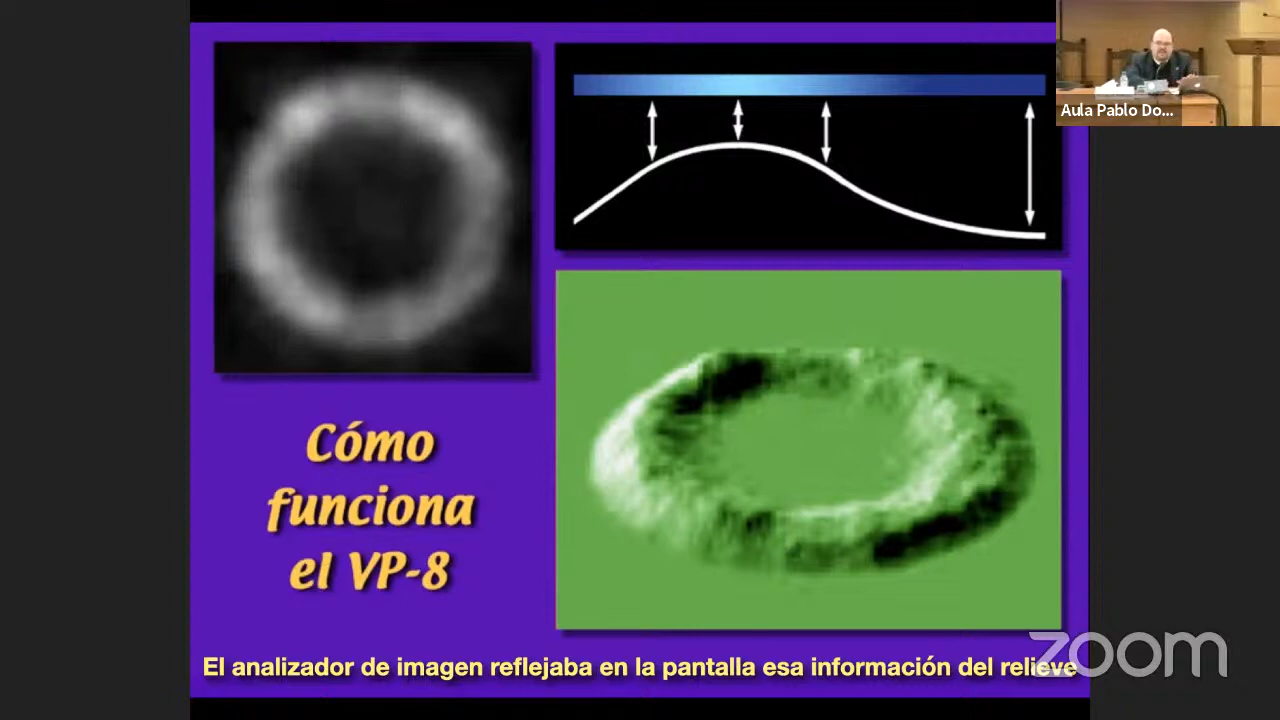 Aula Pablo Do...
Cómo
funciona
el VP-8
El analizador de imagen reflejaba en la pantalla esa información del relieve
zoom